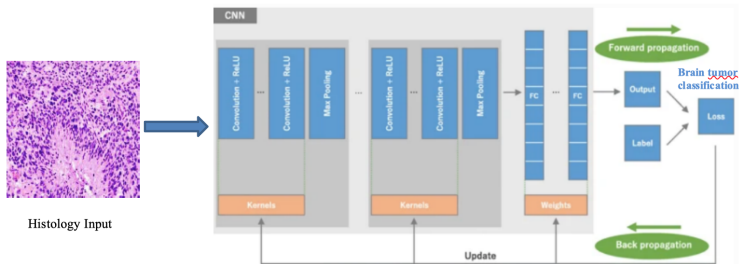 CNN
Forward propagation
Convolution + ReLU
...
Convolution + ReLU
Max Pooling
...
Convolution + ReLU
...
Convolution + ReLU
Max Pooling
FC
...
FC
Output
Brain tumor
classification
Label
Loss
Kernels
Kernels
Weights
Histology Input
Back propagation
Update